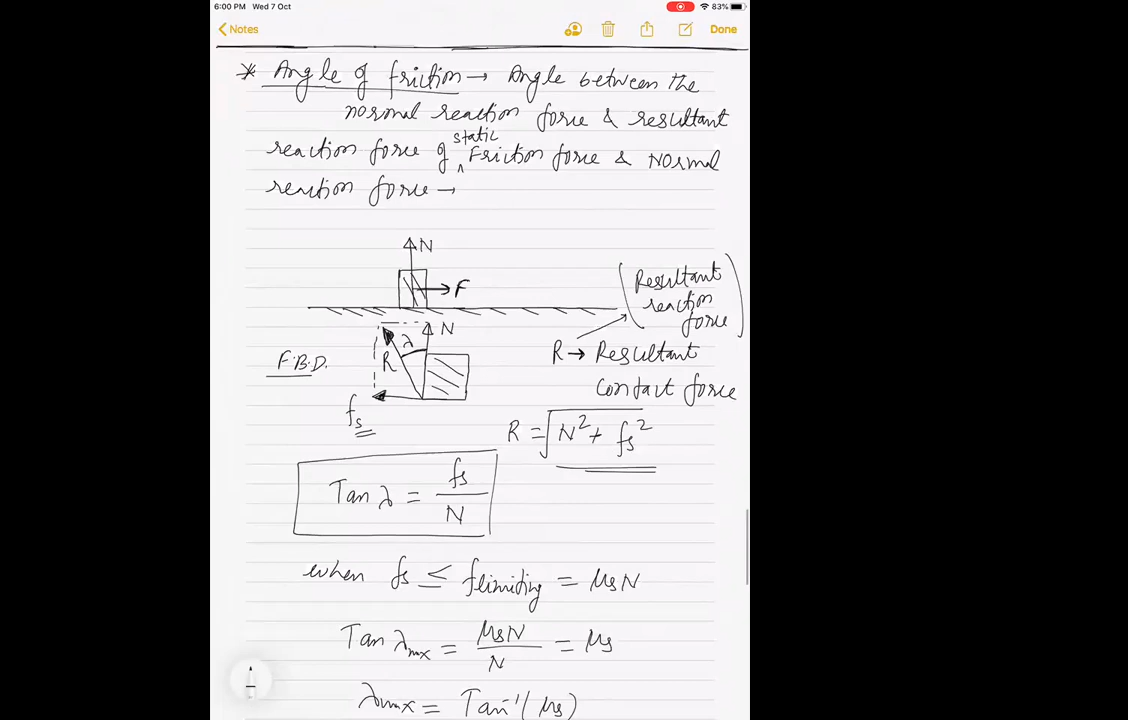 6:00 PM Wed 7 Oct
83%
Notes
Done
* Angle of friction → Angle between the
normal reaction force & resultant
static
reaction force of ^ Friction force & Normal
reaction force →
N
F
(Resultant
reaction
force)
N
λ
F.B.D.
R
fs
R → Resultant
contact force
R = √N² + fs²
Tan λ = fs / N
when fs ≤ flimiting = μsN
Tan λmax = μsN / N = μs
λmax = Tan⁻¹(μs)